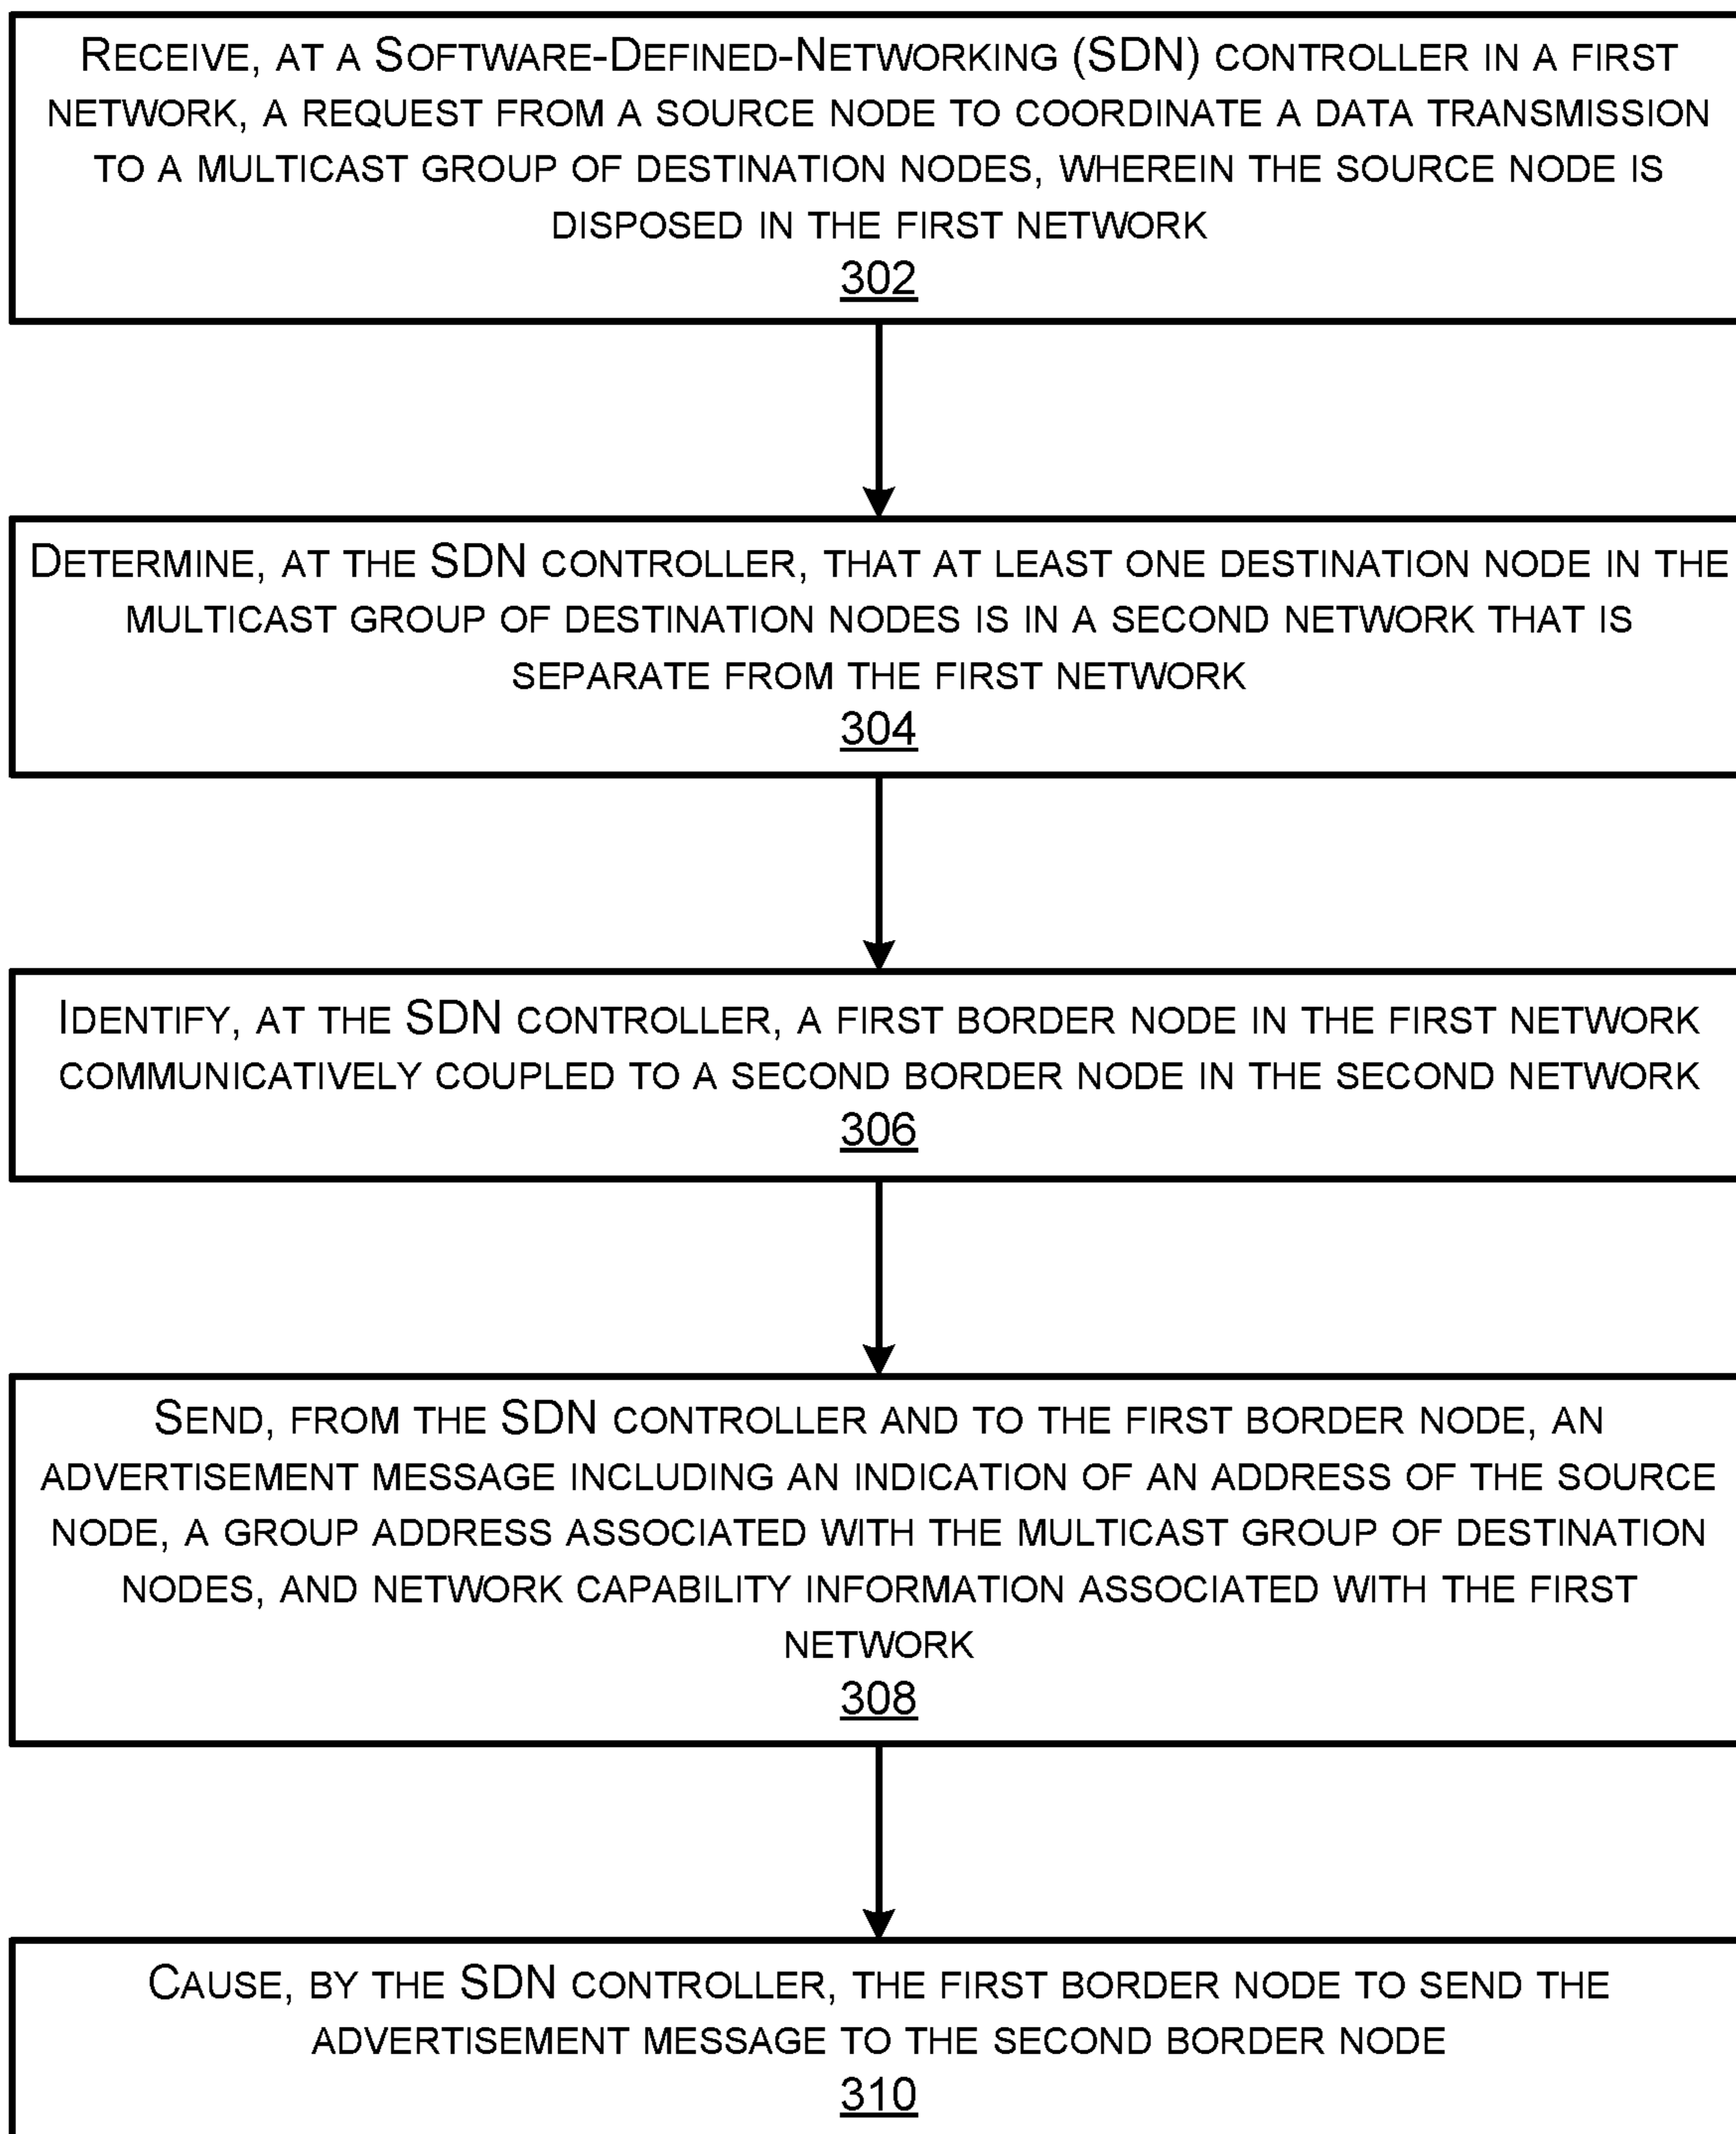 Receive, at a Software-Defined-Networking (SDN) controller in a first
network, a request from a source node to coordinate a data transmission
to a multicast group of destination nodes, wherein the source node is
disposed in the first network
302
Determine, at the SDN controller, that at least one destination node in the
multicast group of destination nodes is in a second network that is
separate from the first network
304
Identify, at the SDN controller, a first border node in the first network
communicatively coupled to a second border node in the second network
306
Send, from the SDN controller and to the first border node, an
advertisement message including an indication of an address of the source
node, a group address associated with the multicast group of destination
nodes, and network capability information associated with the first
network
308
Cause, by the SDN controller, the first border node to send the
advertisement message to the second border node
310